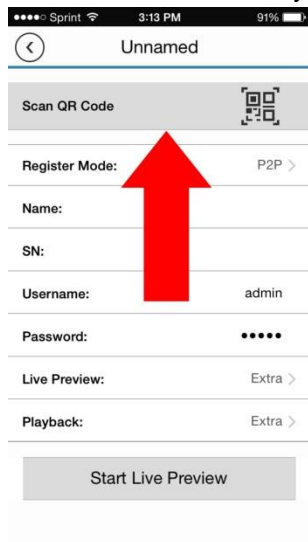 Sprint 3:13 PM 91%
Unnamed
Scan QR Code
Register Mode: P2P
Name:
SN:
Username: admin
Password: •••••
Live Preview: Extra
Playback: Extra
Start Live Preview